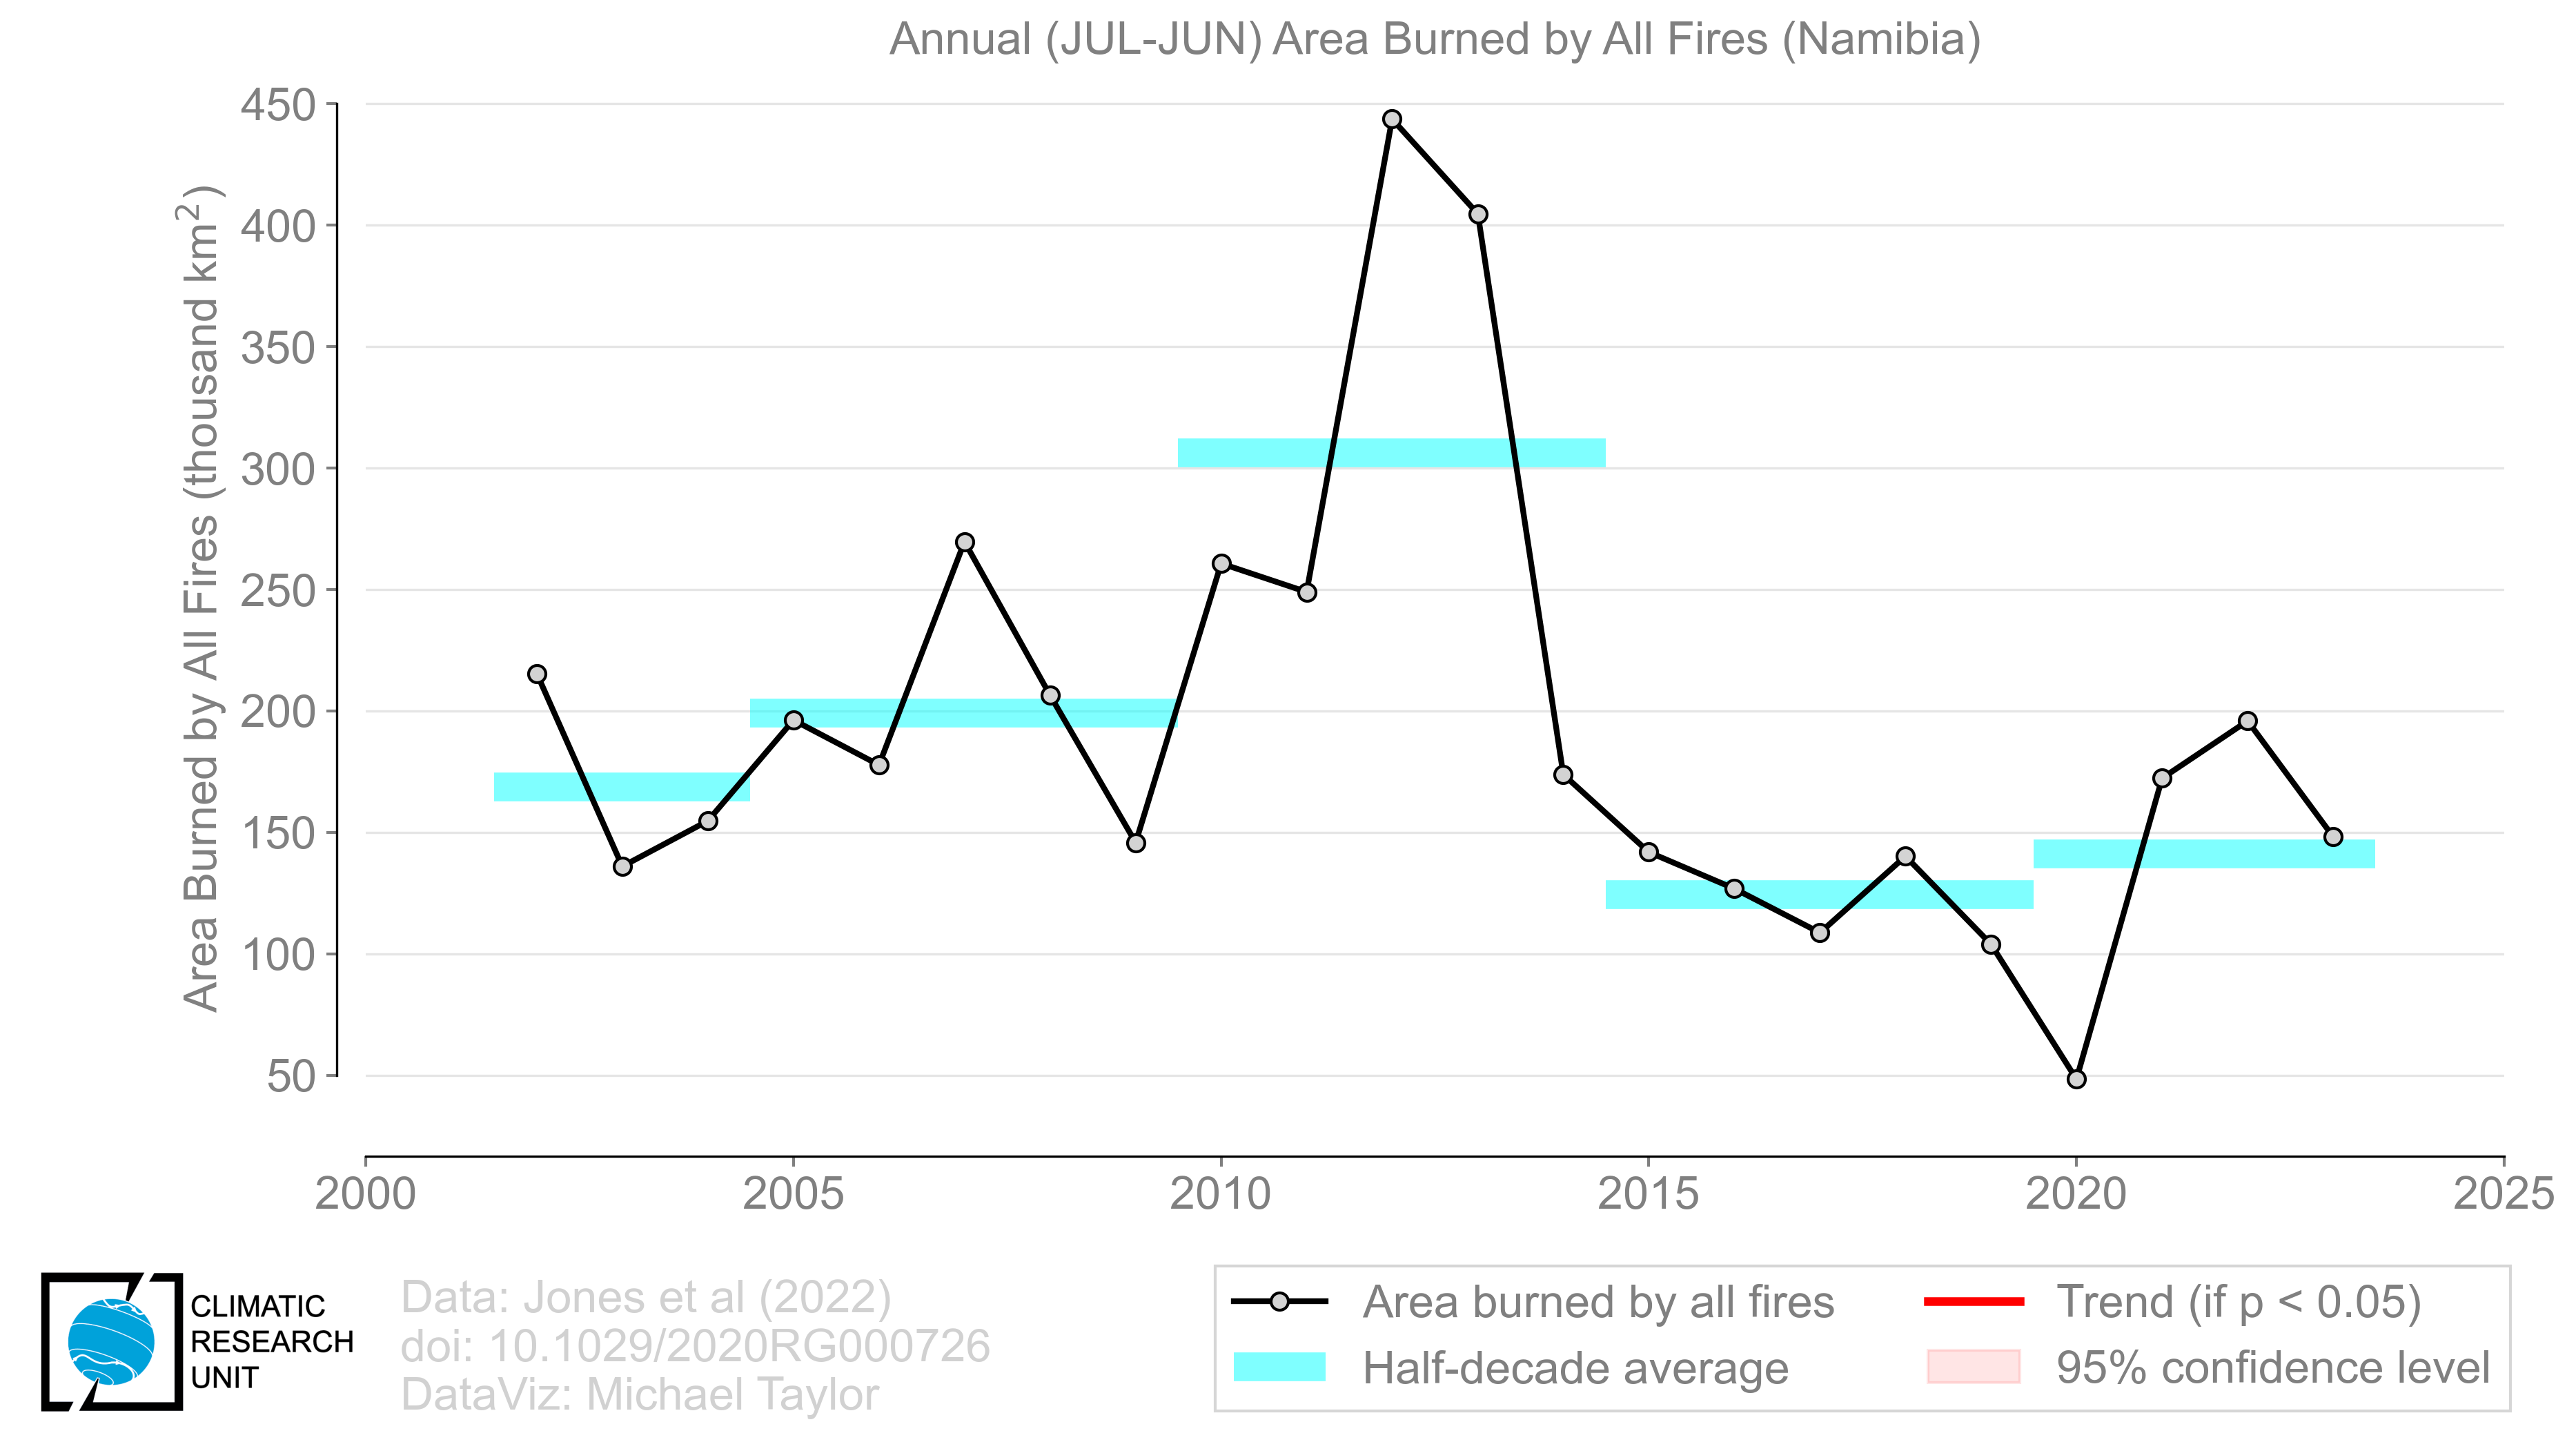 Annual (JUL-JUN) Area Burned by All Fires (Namibia)
Area Burned by All Fires (thousand km²)
450
400
350
300
250
200
150
100
50
2000 2005 2010 2015 2020 2025
CLIMATIC
RESEARCH
UNIT
Data: Jones et al (2022)
doi: 10.1029/2020RG000726
DataViz: Michael Taylor
Area burned by all fires
Half-decade average
Trend (if p < 0.05)
95% confidence level